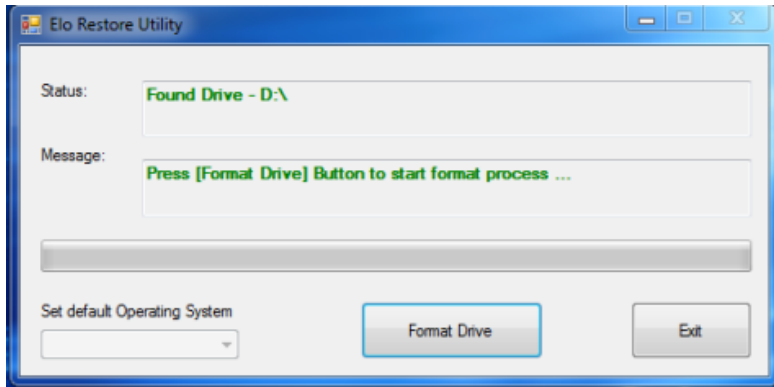 Elo Restore Utility
Status:
Found Drive - D:\
Message:
Press [Format Drive] Button to start format process ...
Set default Operating System
Format Drive
Exit